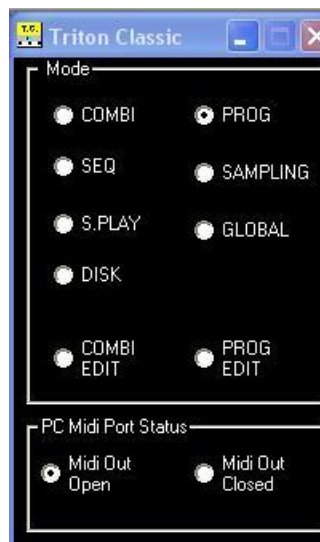 T.C.
Triton Classic
Mode
COMBI
PROG
SEQ
SAMPLING
S.PLAY
GLOBAL
DISK
COMBI
EDIT
PROG
EDIT
PC Midi Port Status
Midi Out
Open
Midi Out
Closed